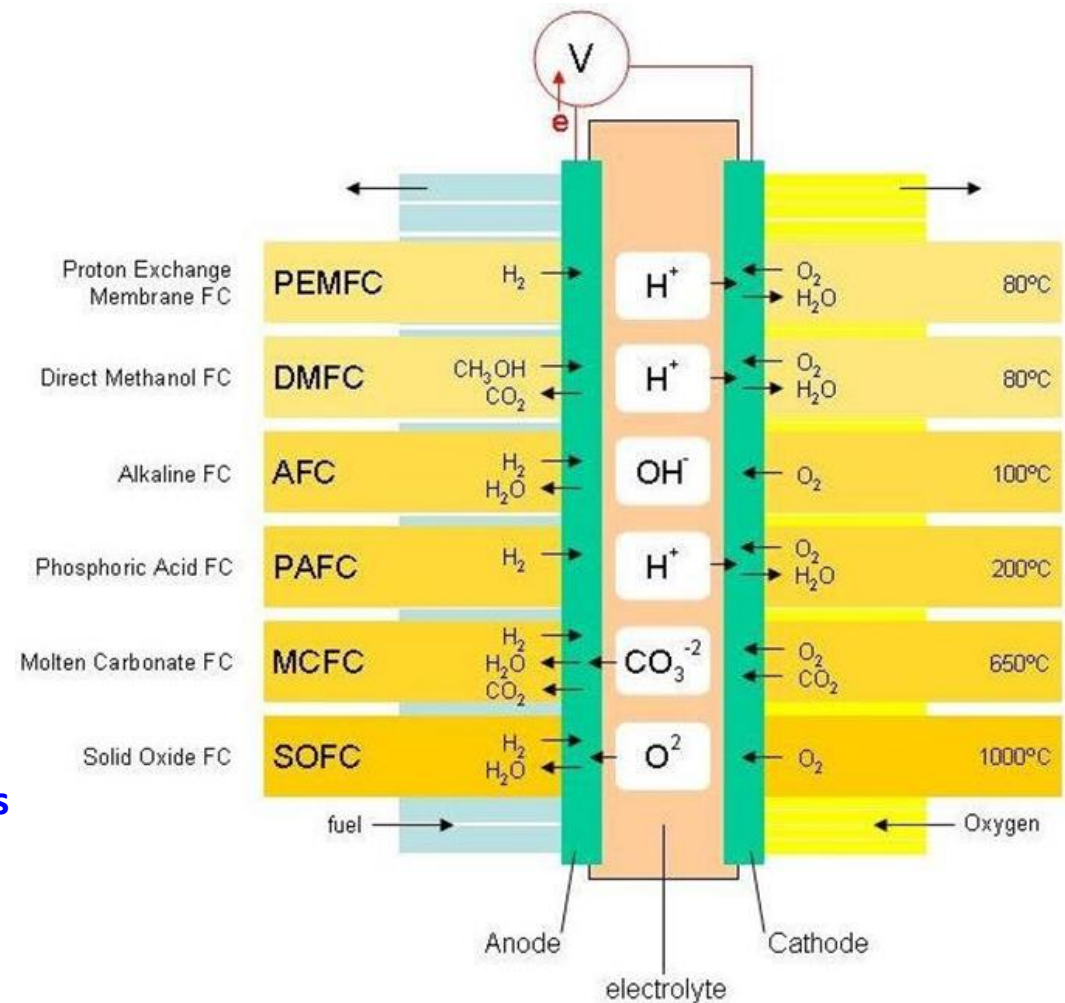 V
e
Proton Exchange
Membrane FC
PEMFC
H₂
H⁺
O₂
H₂O
80°C
Direct Methanol FC
DMFC
CH₃OH
CO₂
H⁺
O₂
H₂O
80°C
Alkaline FC
AFC
H₂
H₂O
OH⁻
O₂
100°C
Phosphoric Acid FC
PAFC
H₂
H⁺
O₂
H₂O
200°C
Molten Carbonate FC
MCFC
H₂
H₂O
CO₂
CO₃⁻²
O₂
CO₂
650°C
Solid Oxide FC
SOFC
H₂
H₂O
O²
O₂
1000°C
s
fuel
Oxygen
Anode
Cathode
electrolyte